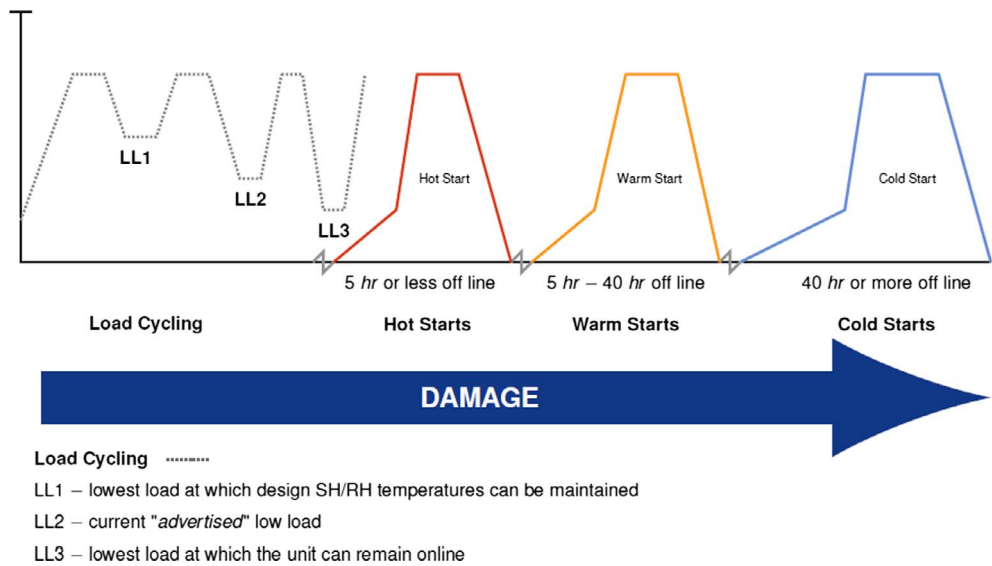 LL1
LL2
LL3
Hot Start
Warm Start
Cold Start
5 hr or less off line
5 hr – 40 hr off line
40 hr or more off line
Load Cycling
Hot Starts
Warm Starts
Cold Starts
DAMAGE
Load Cycling
LL1 – lowest load at which design SH/RH temperatures can be maintained
LL2 – current "advertised" low load
LL3 – lowest load at which the unit can remain online